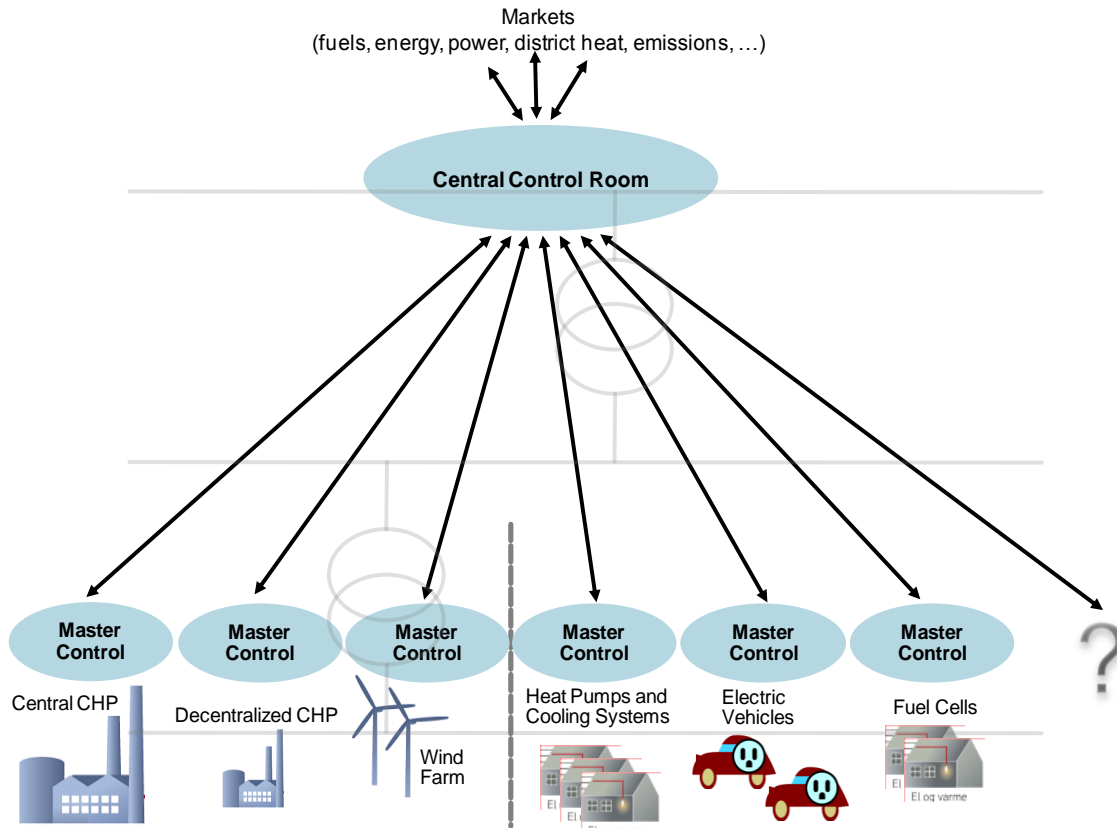 Markets
(fuels, energy, power, district heat, emissions, …)
Central Control Room
Master
Control
Master
Control
Master
Control
Master
Control
Master
Control
Master
Control
?
Central CHP
Decentralized CHP
Wind
Farm
Heat Pumps and
Cooling Systems
Electric
Vehicles
Fuel Cells
El
El
El og varme